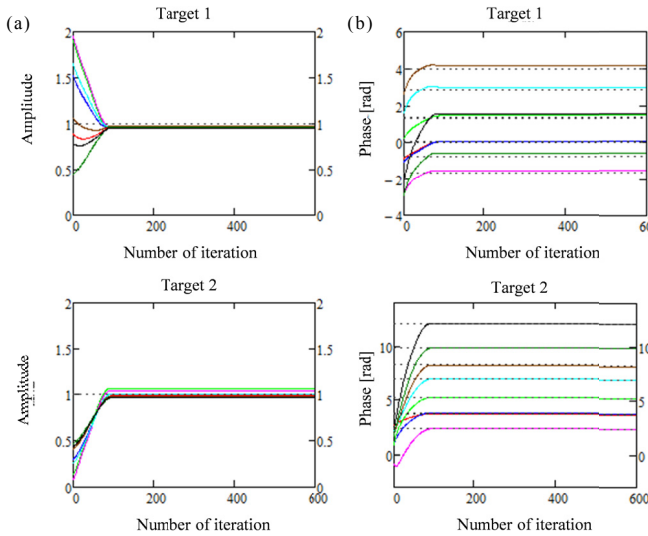 (a) Target 1 (b) Target 1
2 2 6
1.5 1.5 4
1 1 2
0.5 0.5 0
−2
0 0 −4
0 200 400 600 0 200 400 600
Amplitude Phase [rad]
Number of iteration Number of iteration
Target 2 Target 2
2 2
1.5 1.5 10 10
1 1 5 5
0.5 0.5 0 0
0 0
0 200 400 600 0 200 400 600
Amplitude Phase [rad]
Number of iteration Number of iteration